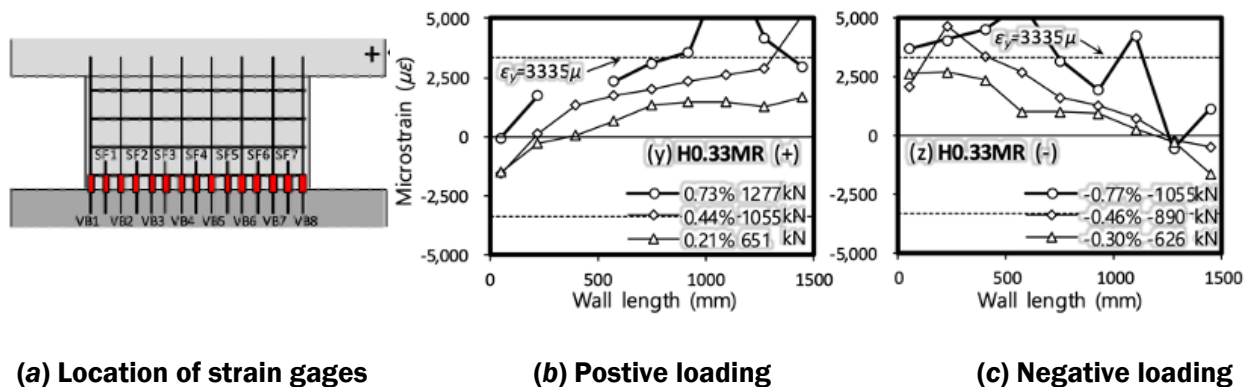 +
SF1 SF2 SF3 SF4 SF5 SF6 SF7
VB1 VB2 VB3 VB4 VB5 VB6 VB7 VB8
Microstrain (με)
5,000
2,500
0
-2,500
-5,000
εy=3335μ
(y) H0.33MR (+)
0.73% 1277kN
0.44% 1055kN
0.21% 651 kN
0 500 1000 1500
Wall length (mm)
5,000
2,500
0
-2,500
-5,000
εy=3335μ
(z) H0.33MR (-)
-0.77% -1055kN
-0.46% -890 kN
-0.30% -626 kN
0 500 1000 1500
Wall length (mm)
(a) Location of strain gages
(b) Postive loading
(c) Negative loading